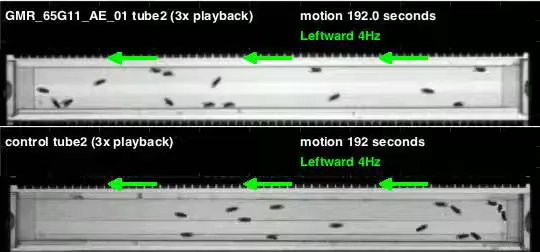 GMR_65G11_AE_01 tube2 (3x playback)
motion 192.0 seconds
Leftward 4Hz
control tube2 (3x playback)
motion 192 seconds
Leftward 4Hz